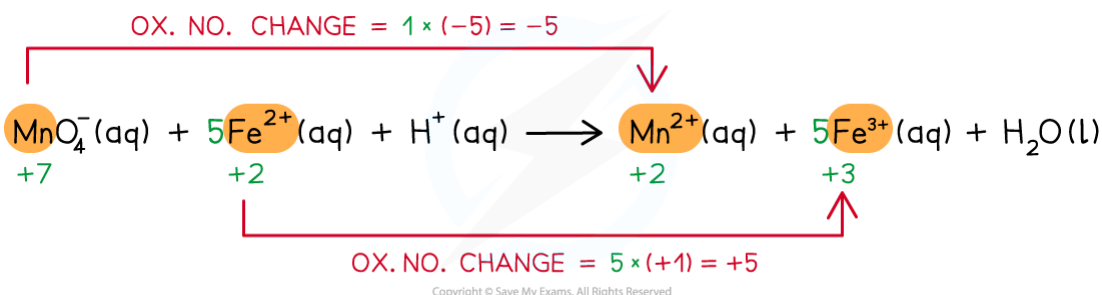 OX. NO. CHANGE = 1 × (−5) = −5
MnO₄⁻(aq) + 5Fe²⁺(aq) + H⁺(aq) ⟶ Mn²⁺(aq) + 5Fe³⁺(aq) + H₂O(l)
+7 +2 +2 +3
OX. NO. CHANGE = 5 × (+1) = +5
Copyright © Save My Exams. All Rights Reserved